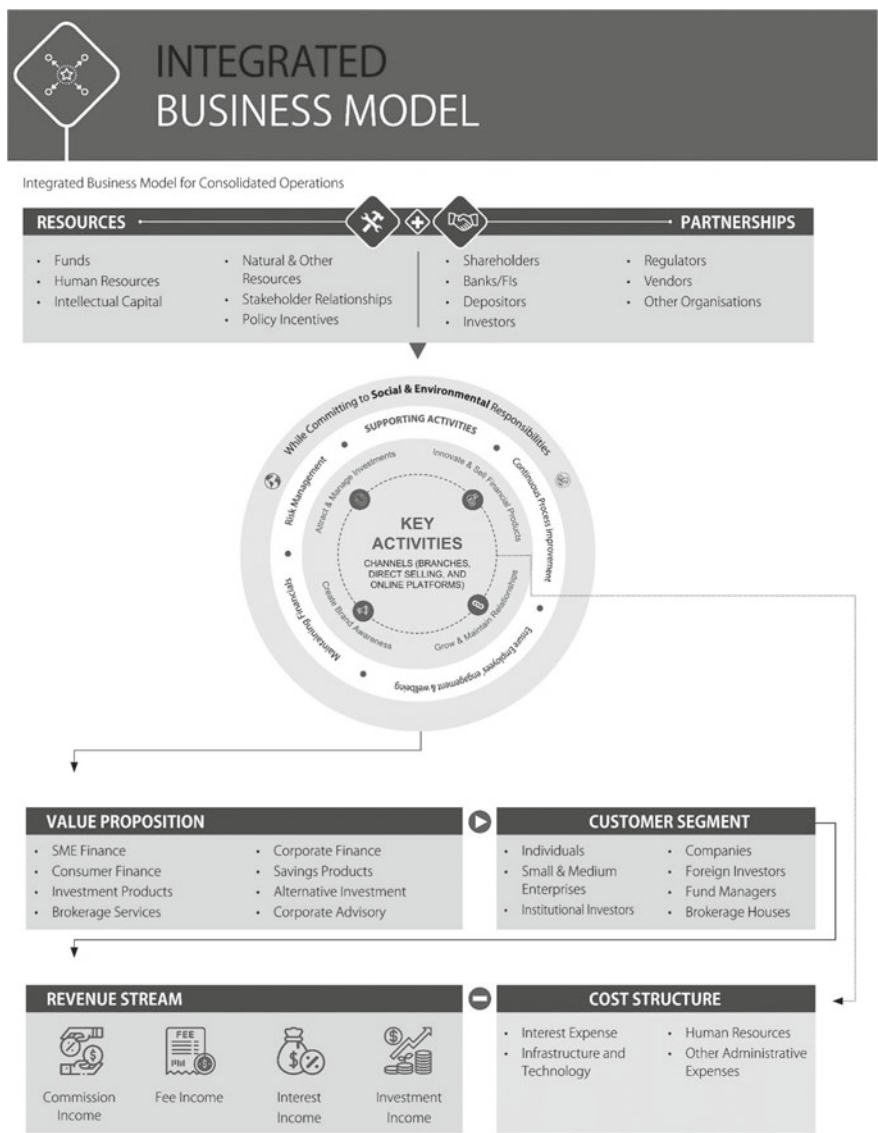 INTEGRATED
BUSINESS MODEL
Integrated Business Model for Consolidated Operations
RESOURCES
PARTNERSHIPS
• Funds
• Human Resources
• Intellectual Capital
• Natural & Other
Resources
• Stakeholder Relationships
• Policy Incentives
• Shareholders
• Banks/FIs
• Depositors
• Investors
• Regulators
• Vendors
• Other Organisations
While Committing to Social & Environmental Responsibilities
SUPPORTING ACTIVITIES
Continuous Process Improvement
Ensure Employees' engagement & wellbeing
Maintaining Financials
Risk Management
Attract & Manage Investments
Innovate & Sell Financial Products
Grow & Maintain Relationships
Create Brand Awareness
KEY
ACTIVITIES
CHANNELS (BRANCHES,
DIRECT SELLING, AND
ONLINE PLATFORMS)
VALUE PROPOSITION
• SME Finance
• Consumer Finance
• Investment Products
• Brokerage Services
• Corporate Finance
• Savings Products
• Alternative Investment
• Corporate Advisory
CUSTOMER SEGMENT
• Individuals
• Small & Medium
Enterprises
• Institutional Investors
• Companies
• Foreign Investors
• Fund Managers
• Brokerage Houses
REVENUE STREAM
FEE
Commission
Income
Fee Income
Interest
Income
Investment
Income
COST STRUCTURE
• Interest Expense
• Infrastructure and
Technology
• Human Resources
• Other Administrative
Expenses